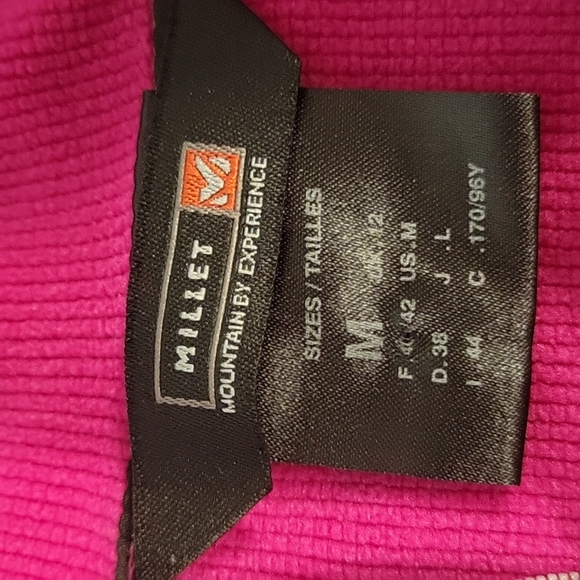 MILLET
MOUNTAIN BY EXPERIENCE
SIZES / TAILLES
M UK.12
F.40/42 US.M
D.38 J.L
I.44 C.170/96Y